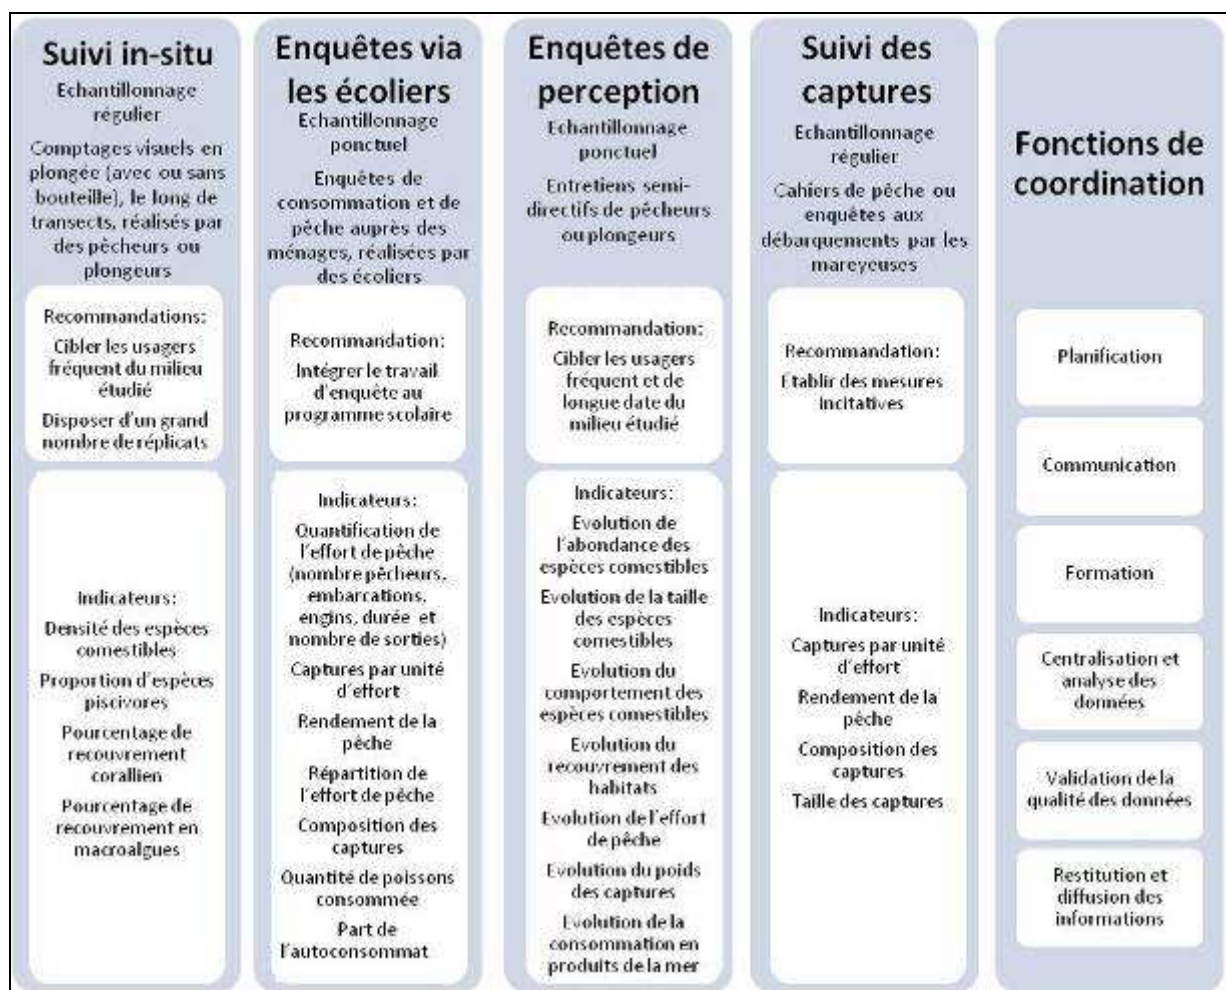 Suivi in-situ
Echantillonnage
régulier
Comptages visuels en
plongée (avec ou sans
bouteille), le long de
transects, réalisés par
des pêcheurs ou
plongeurs
Recommandations:
Cibler les usagers
fréquent du milieu
étudié
Disposer d'un grand
nombre de réplicats
Indicateurs:
Densité des espèces
comestibles
Proportion d'espèces
piscivores
Pourcentage de
recouvrement
corallien
Pourcentage de
recouvrement en
macroalgues
Enquêtes via
les écoliers
Echantillonnage
ponctuel
Enquêtes de
consommation et de
pêche auprès des
ménages, réalisées par
des écoliers
Recommandation:
Intégrer le travail
d'enquête au
programme scolaire
Indicateurs:
Quantification de
l'effort de pêche
(nombre pêcheurs,
embarcations,
engins, durée et
nombre de sorties)
Captures par unité
d'effort
Rendement de la
pêche
Répartition de
l'effort de pêche
Composition des
captures
Quantité de poissons
consommée
Part de
l'autoconsommat
Enquêtes de
perception
Echantillonnage
ponctuel
Entretiens semi-
directifs de pêcheurs
ou plongeurs
Recommandation:
Cibler les usagers
fréquent et de
longue date du
milieu étudié
Indicateurs:
Evolution de
l'abondance des
espèces comestibles
Evolution de la taille
des espèces
comestibles
Evolution du
comportement des
espèces comestibles
Evolution du
recouvrement des
habitats
Evolution de l'effort
de pêche
Evolution du poids
des captures
Evolution de la
consommation en
produits de la mer
Suivi des
captures
Echantillonnage
régulier
Cahiers de pêche ou
enquêtes aux
débarquements par les
mareyeuses
Recommandation:
Etablir des mesures
incitatives
Indicateurs:
Captures par unité
d'effort
Rendement de la
pêche
Composition des
captures
Taille des captures
Fonctions de
coordination
Planification
Communication
Formation
Centralisation et
analyse des
données
Validation de la
qualité des données
Restitution et
diffusion des
informations